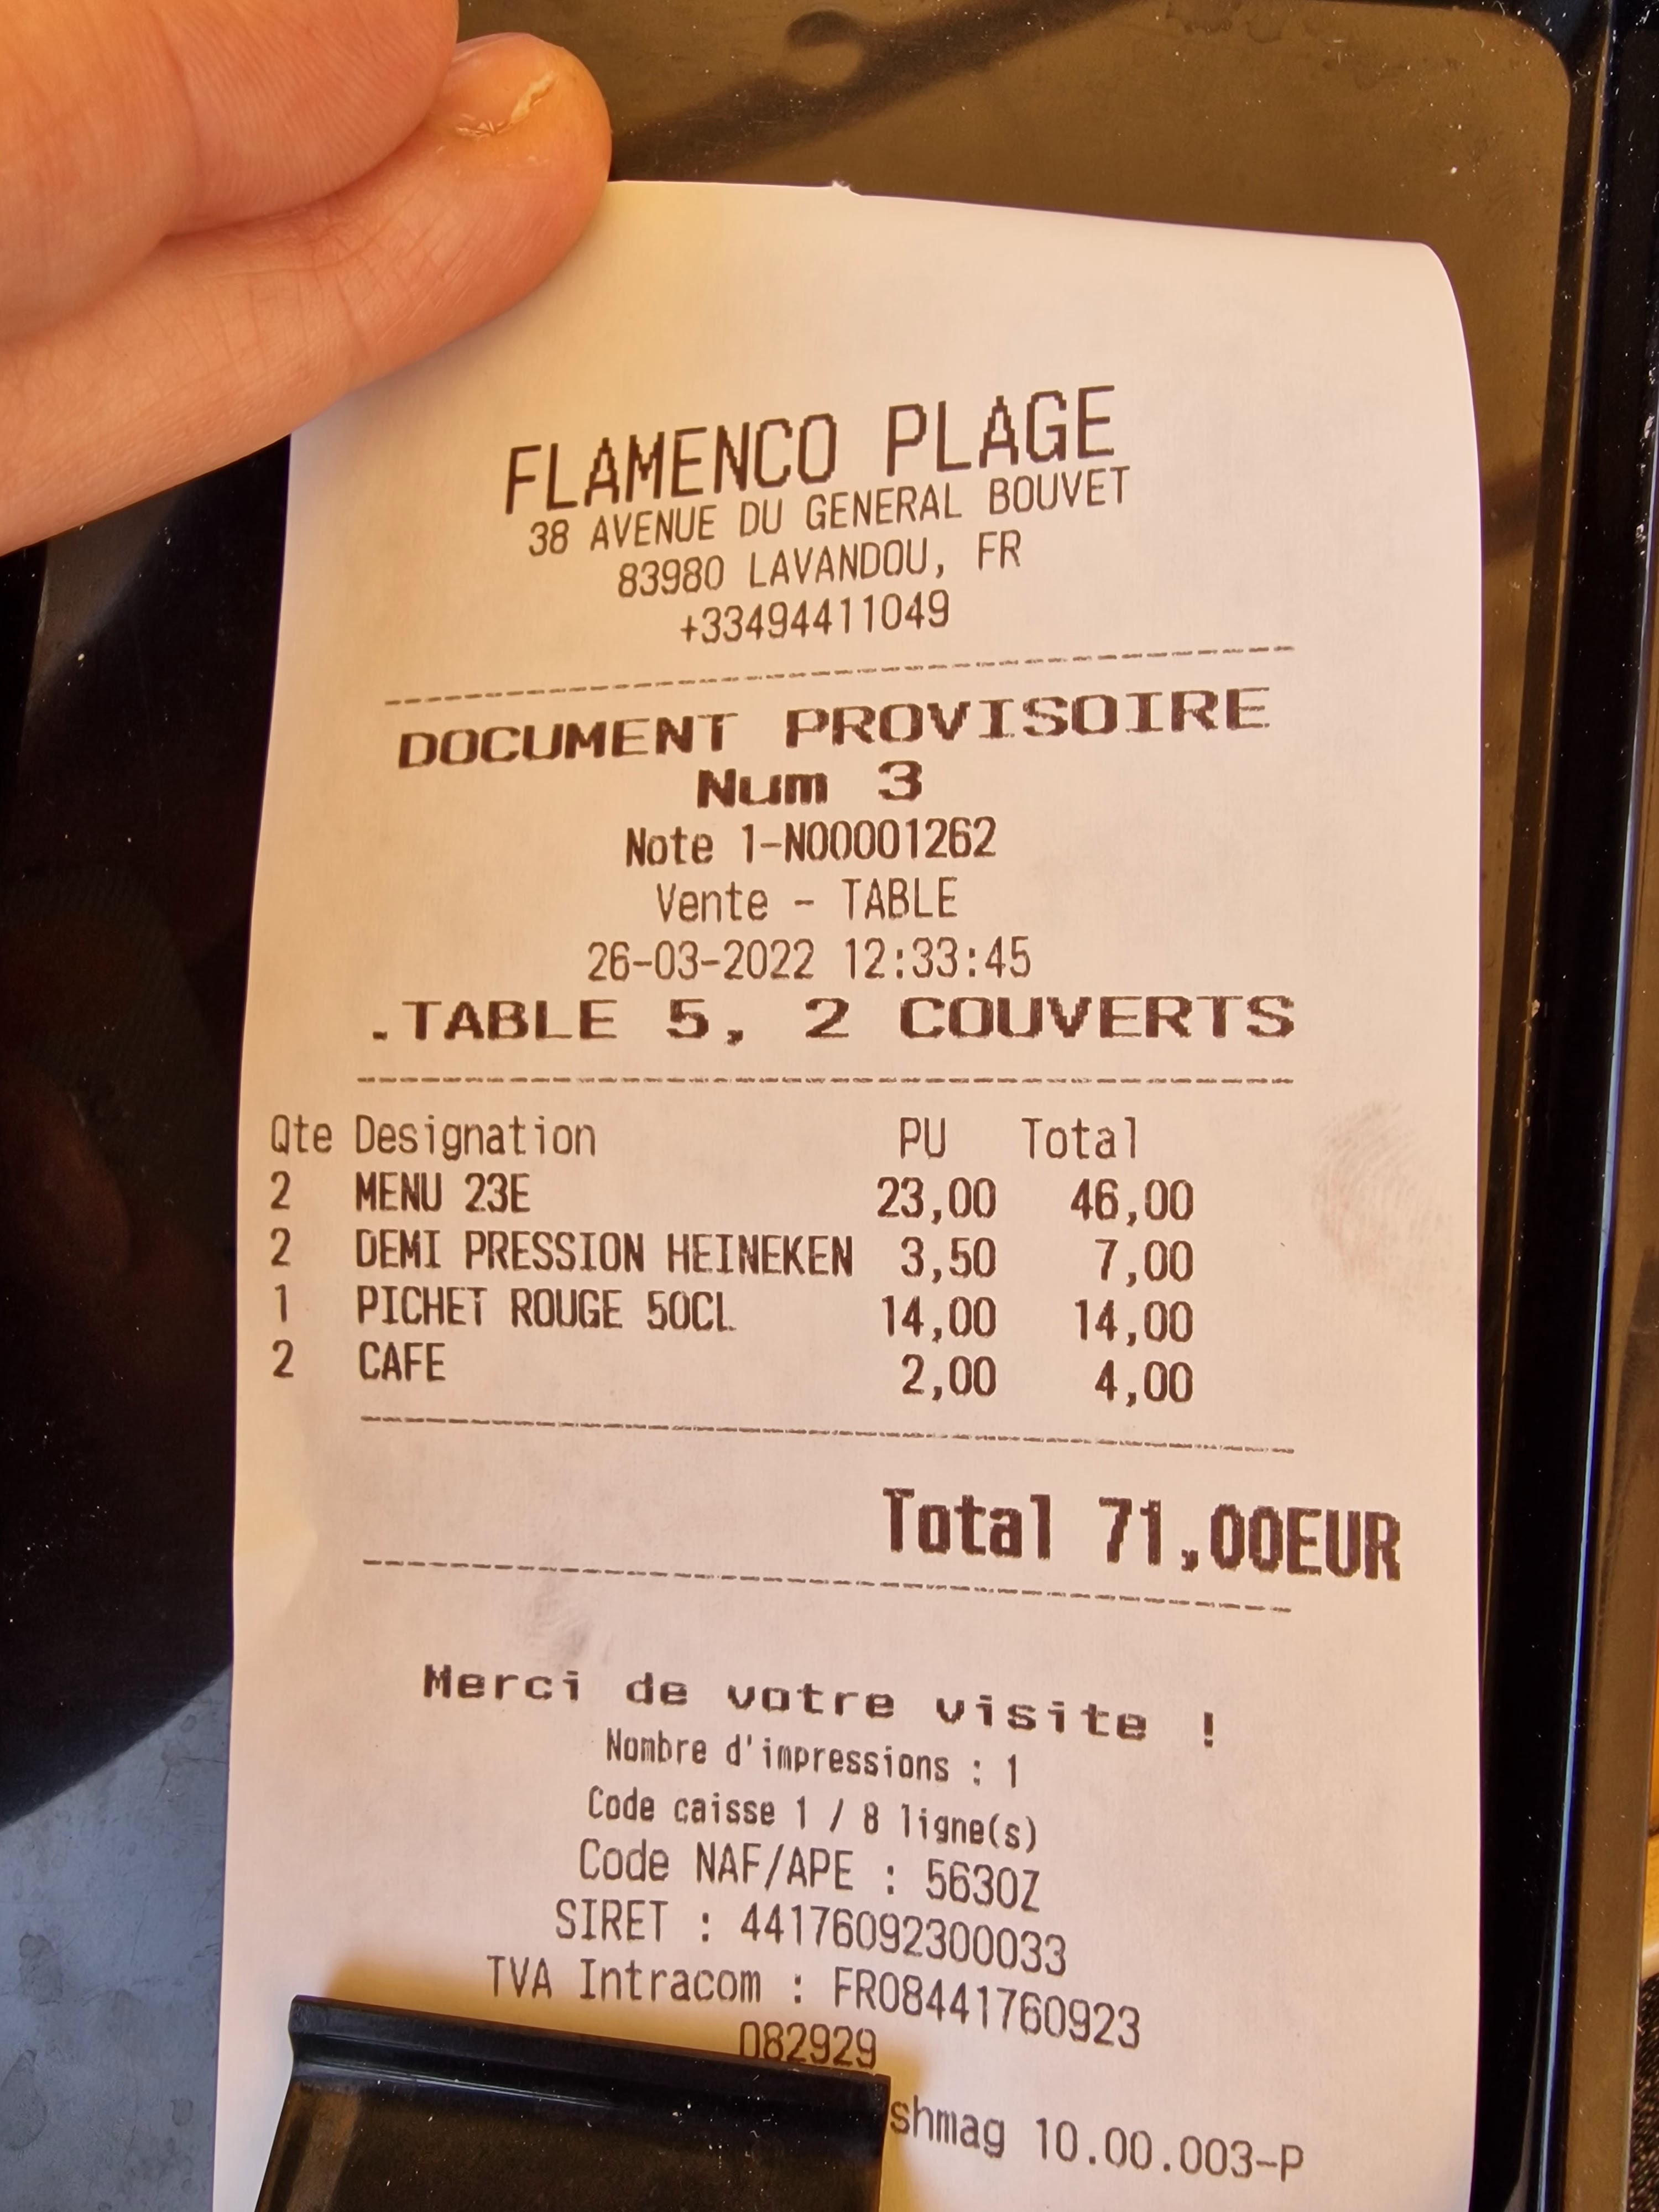 FLAMENCO PLAGE
38 AVENUE DU GENERAL BOUVET
83980 LAVANDOU, FR
+33494411049
DOCUMENT PROVISOIRE
Num 3
Note 1-N00001262
Vente - TABLE
26-03-2022 12:33:45
.TABLE 5, 2 COUVERTS
Qte Designation PU Total
2 MENU 23E 23,00 46,00
2 DEMI PRESSION HEINEKEN 3,50 7,00
1 PICHET ROUGE 50CL 14,00 14,00
2 CAFE 2,00 4,00
Total 71,00EUR
Merci de votre visite !
Nombre d'impressions : 1
Code caisse 1 / 8 ligne(s)
Code NAF/APE : 5630Z
SIRET : 44176092300033
TVA Intracom : FR08441760923
082929
shmag 10.00.003-P